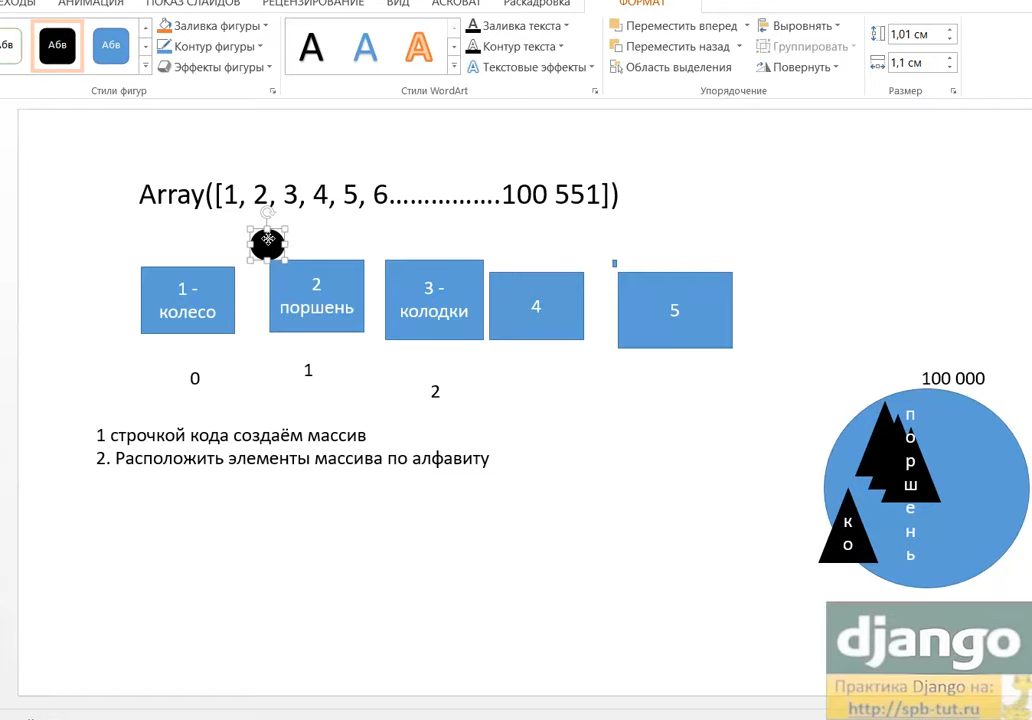 ЕХОДЫ АНИМАЦИЯ ПОКАЗ СЛАЙДОВ РЕЦЕНЗИРОВАНИЕ ВИД ACROBAT Раскадровка ФОРМАТ
Абв Абв Абв
Заливка фигуры
Контур фигуры
Эффекты фигуры
Стили фигур
A A A
Заливка текста
Контур текста
Текстовые эффекты
Стили WordArt
Переместить вперед
Переместить назад
Область выделения
Выровнять
Группировать
Повернуть
Упорядочение
1,01 см
1,1 см
Размер
Array([1, 2, 3, 4, 5, 6…………….100 551])
1 -
колесо
2
поршень
3 -
колодки
4
5
0
1
2
1 строчкой кода создаём массив
2. Расположить элементы массива по алфавиту
100 000
п
о
р
ш
е
н
ь
к
о
django
Практика Django на:
http://spb-tut.ru